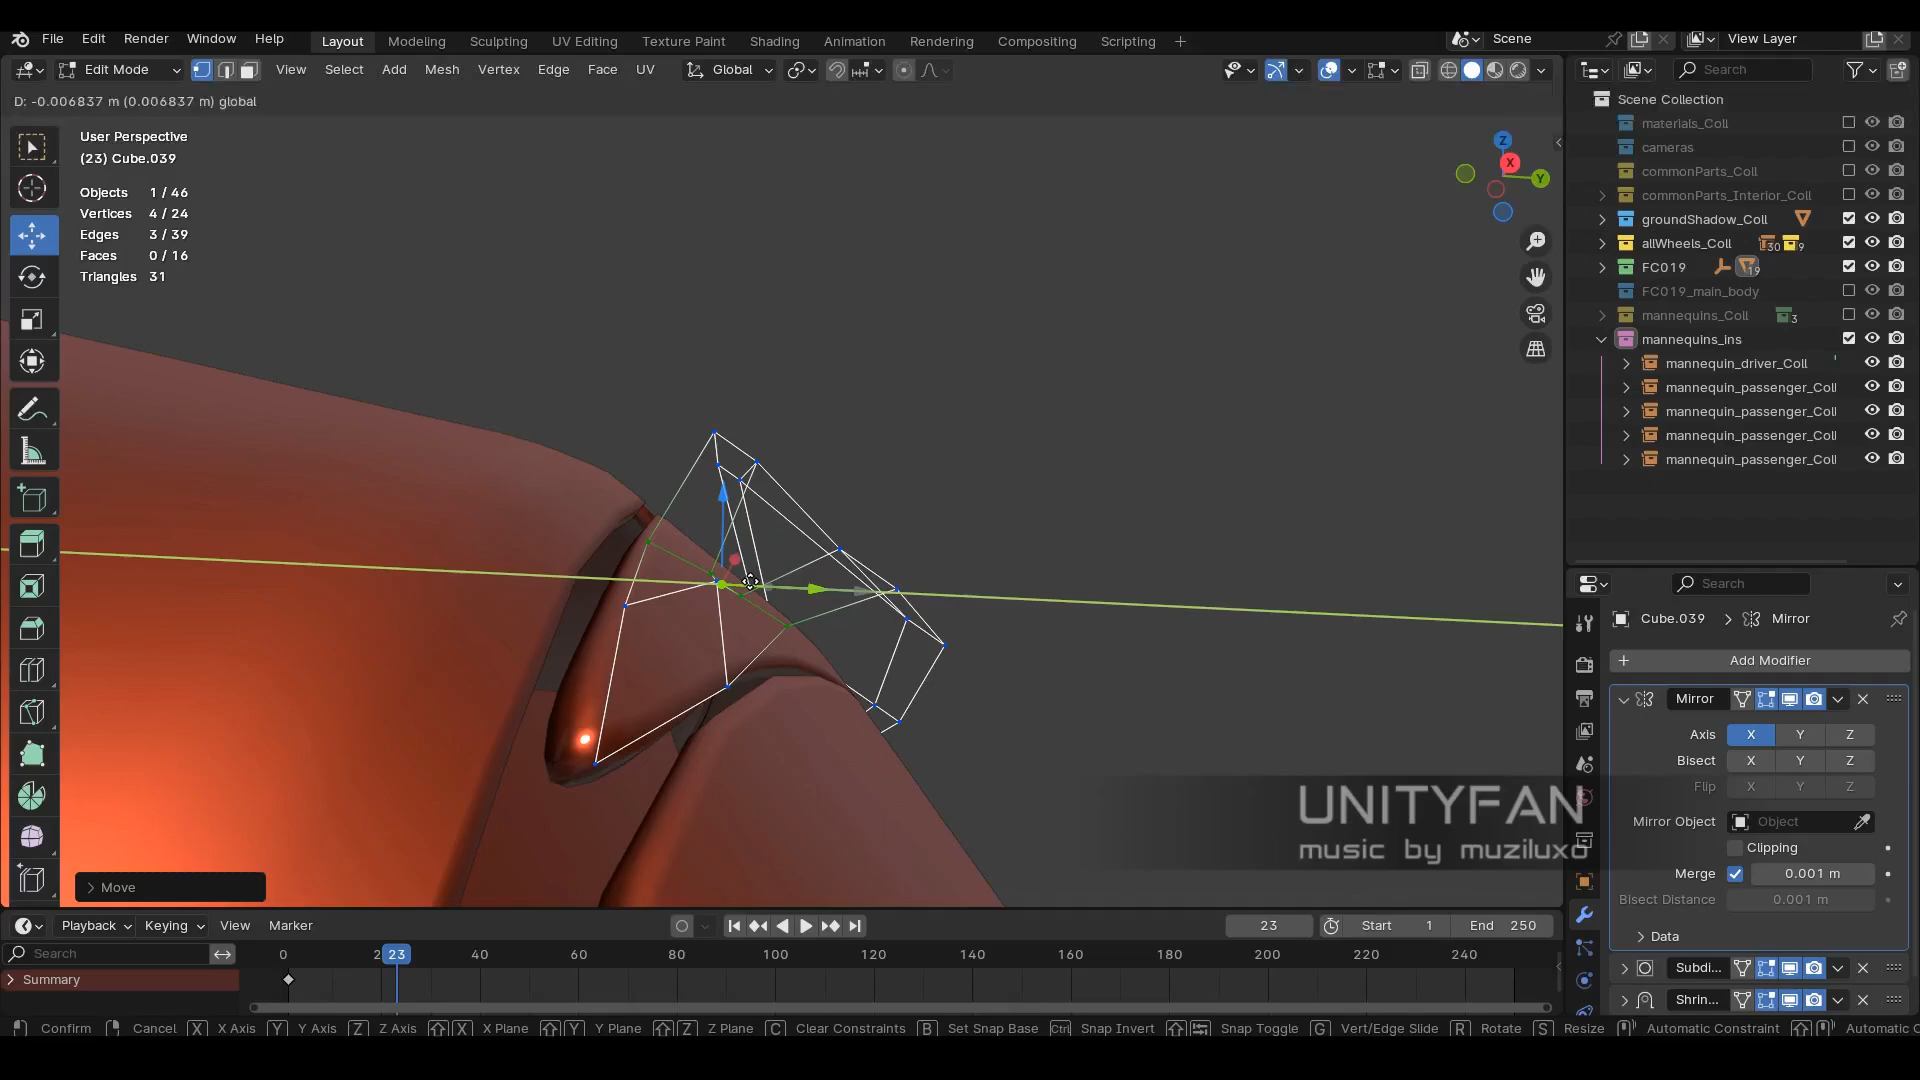 File Edit Render Window Help Layout Modeling Sculpting UV Editing Texture Paint Shading Animation Rendering Compositing Scripting + Scene View Layer
Edit Mode View Select Add Mesh Vertex Edge Face UV Global Search
D: -0.006837 m (0.006837 m) global
User Perspective
(23) Cube.039
Objects 1 / 46
Vertices 4 / 24
Edges 3 / 39
Faces 0 / 16
Triangles 31
Z
X
Y
Scene Collection
materials_Coll
cameras
commonParts_Coll
commonParts_Interior_Coll
groundShadow_Coll
allWheels_Coll 30 9
FC019 19
FC019_main_body
mannequins_Coll 3
mannequins_ins
mannequin_driver_Coll
mannequin_passenger_Coll
mannequin_passenger_Coll
mannequin_passenger_Coll
mannequin_passenger_Coll
Search
Cube.039 > Mirror
+ Add Modifier
Mirror
Axis X Y Z
Bisect X Y Z
Flip X Y Z
Mirror Object Object
Clipping
Merge 0.001 m
Bisect Distance 0.001 m
Data
Subdi...
Shrin...
UNITYFAN
music by muziluxo
Move
Playback Keying View Marker 23 Start 1 End 250
Search 0 2 23 40 60 80 100 120 140 160 180 200 220 240
Summary
Confirm Cancel X X Axis Y Y Axis Z Z Axis X X Plane Y Y Plane Z Z Plane C Clear Constraints B Set Snap Base Ctrl Snap Invert Snap Toggle G Vert/Edge Slide R Rotate S Resize Automatic Constraint Automatic C